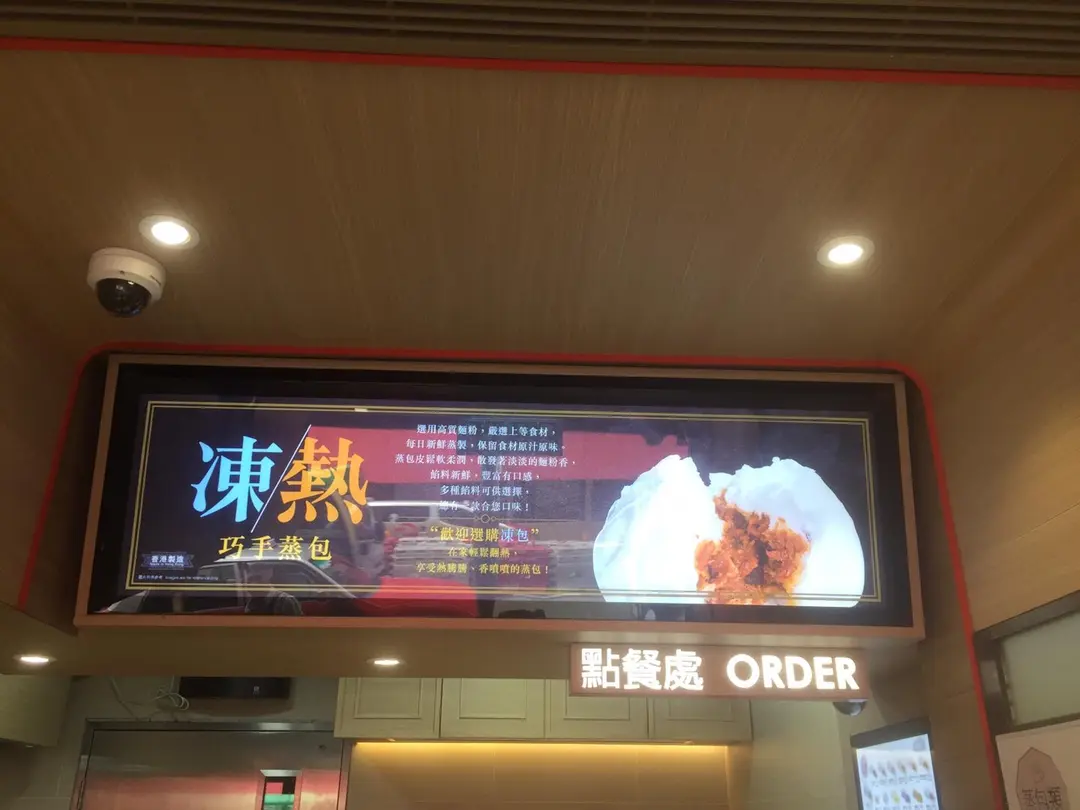 凍/熱
巧手蒸包
香港製造
Made in Hong Kong
選用高質麵粉，嚴選上等食材，
每日新鮮蒸製，保留食材原汁原味。
蒸包皮鬆軟柔潤，散發著淡淡的麵粉香，
餡料新鮮，豐富有口感，
多種餡料可供選擇，
總有一款合您口味！
“歡迎選購凍包”
在家輕鬆翻熱，
享受熱騰騰、香噴噴的蒸包！
點餐處 ORDER